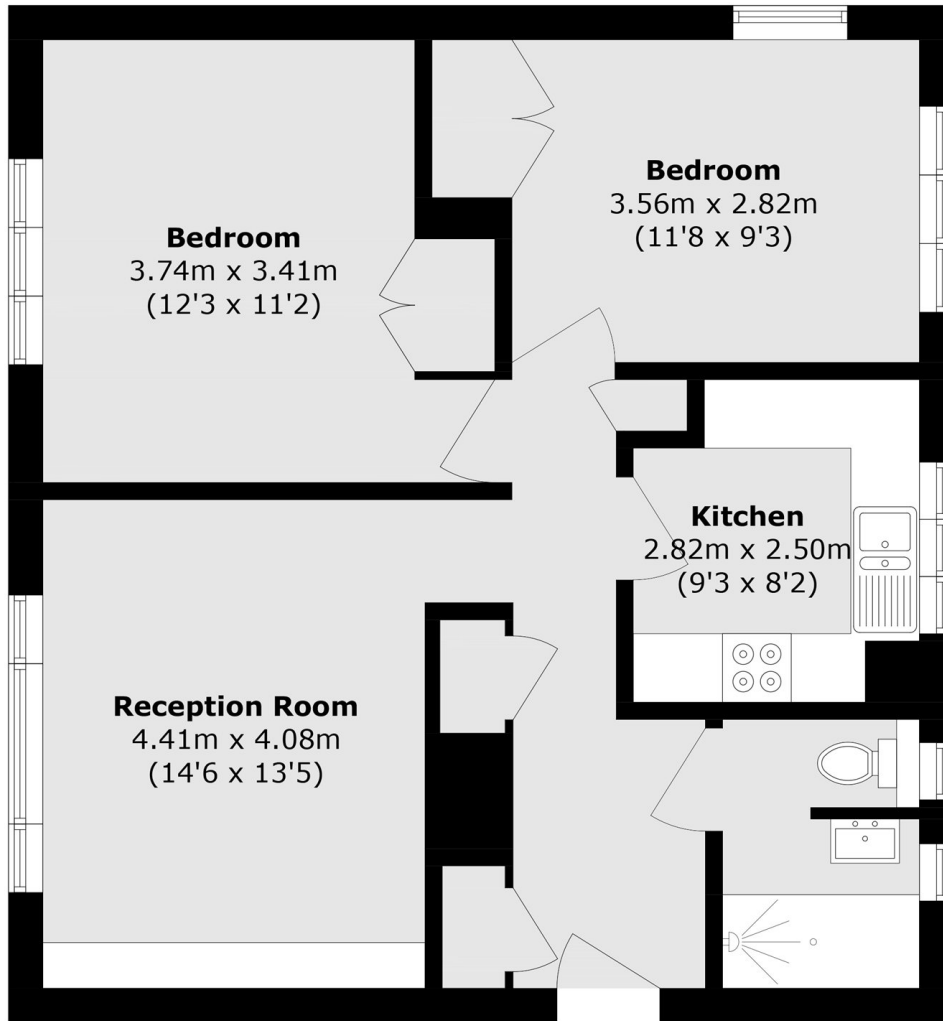 Bedroom
3.74m x 3.41m
(12'3 x 11'2)
Bedroom
3.56m x 2.82m
(11'8 x 9'3)
Kitchen
2.82m x 2.50m
(9'3 x 8'2)
Reception Room
4.41m x 4.08m
(14'6 x 13'5)